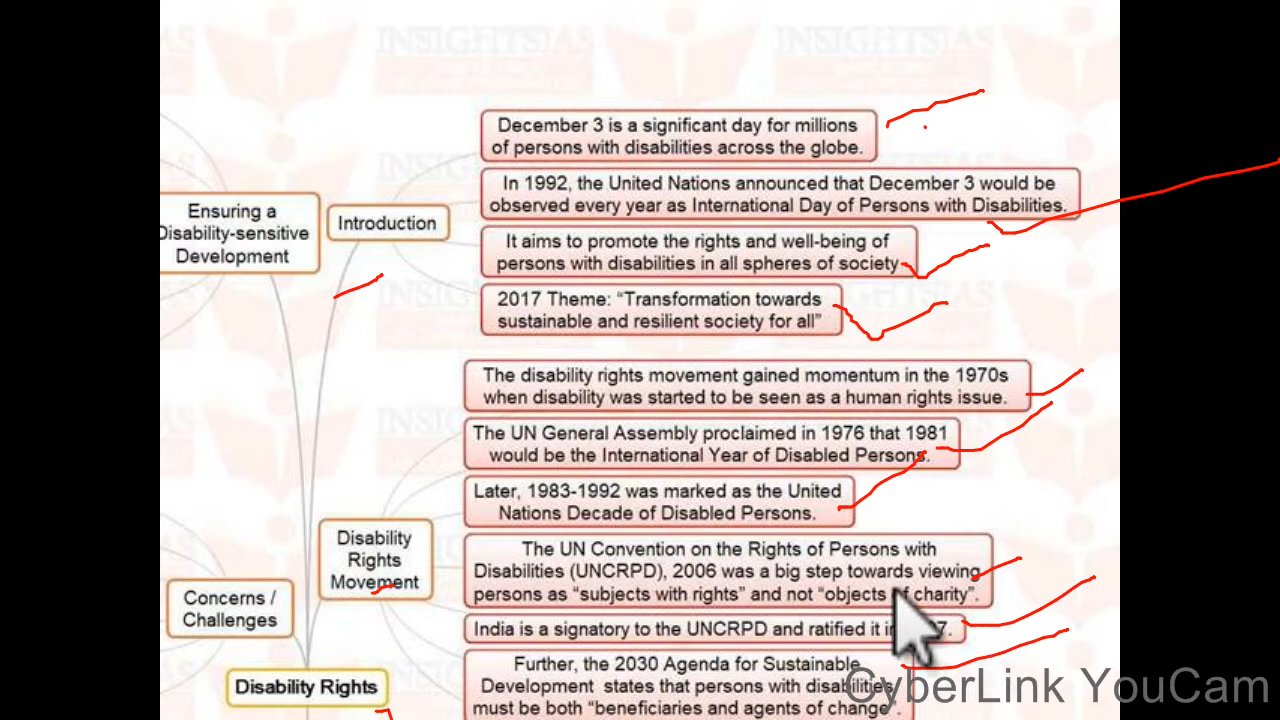 INSIGHTSIAS
INSIGHTSIAS
December 3 is a significant day for millions
of persons with disabilities across the globe.
In 1992, the United Nations announced that December 3 would be
observed every year as International Day of Persons with Disabilities.
Ensuring a
Disability-sensitive
Development
Introduction
It aims to promote the rights and well-being of
persons with disabilities in all spheres of society
2017 Theme: “Transformation towards
sustainable and resilient society for all”
The disability rights movement gained momentum in the 1970s
when disability was started to be seen as a human rights issue.
The UN General Assembly proclaimed in 1976 that 1981
would be the International Year of Disabled Persons.
Later, 1983-1992 was marked as the United
Nations Decade of Disabled Persons.
Disability
Rights
Movement
The UN Convention on the Rights of Persons with
Disabilities (UNCRPD), 2006 was a big step towards viewing
persons as “subjects with rights” and not “objects of charity”.
Concerns /
Challenges
India is a signatory to the UNCRPD and ratified it
Further, the 2030 Agenda for Sustainable
Development states that persons with disabilities
must be both “beneficiaries and agents of change”.
Disability Rights
CyberLink YouCam